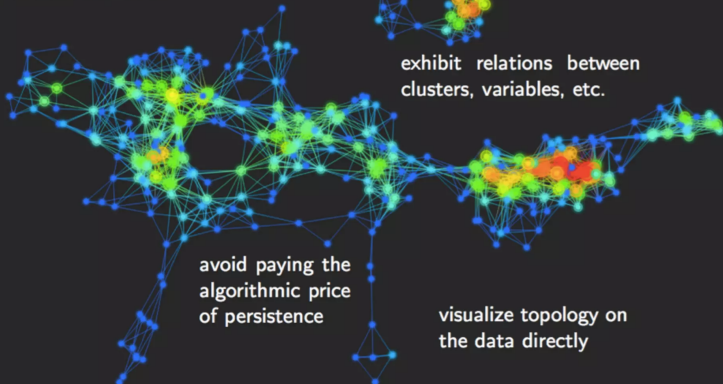 exhibit relations between
clusters, variables, etc.
avoid paying the
algorithmic price
of persistence
visualize topology on
the data directly